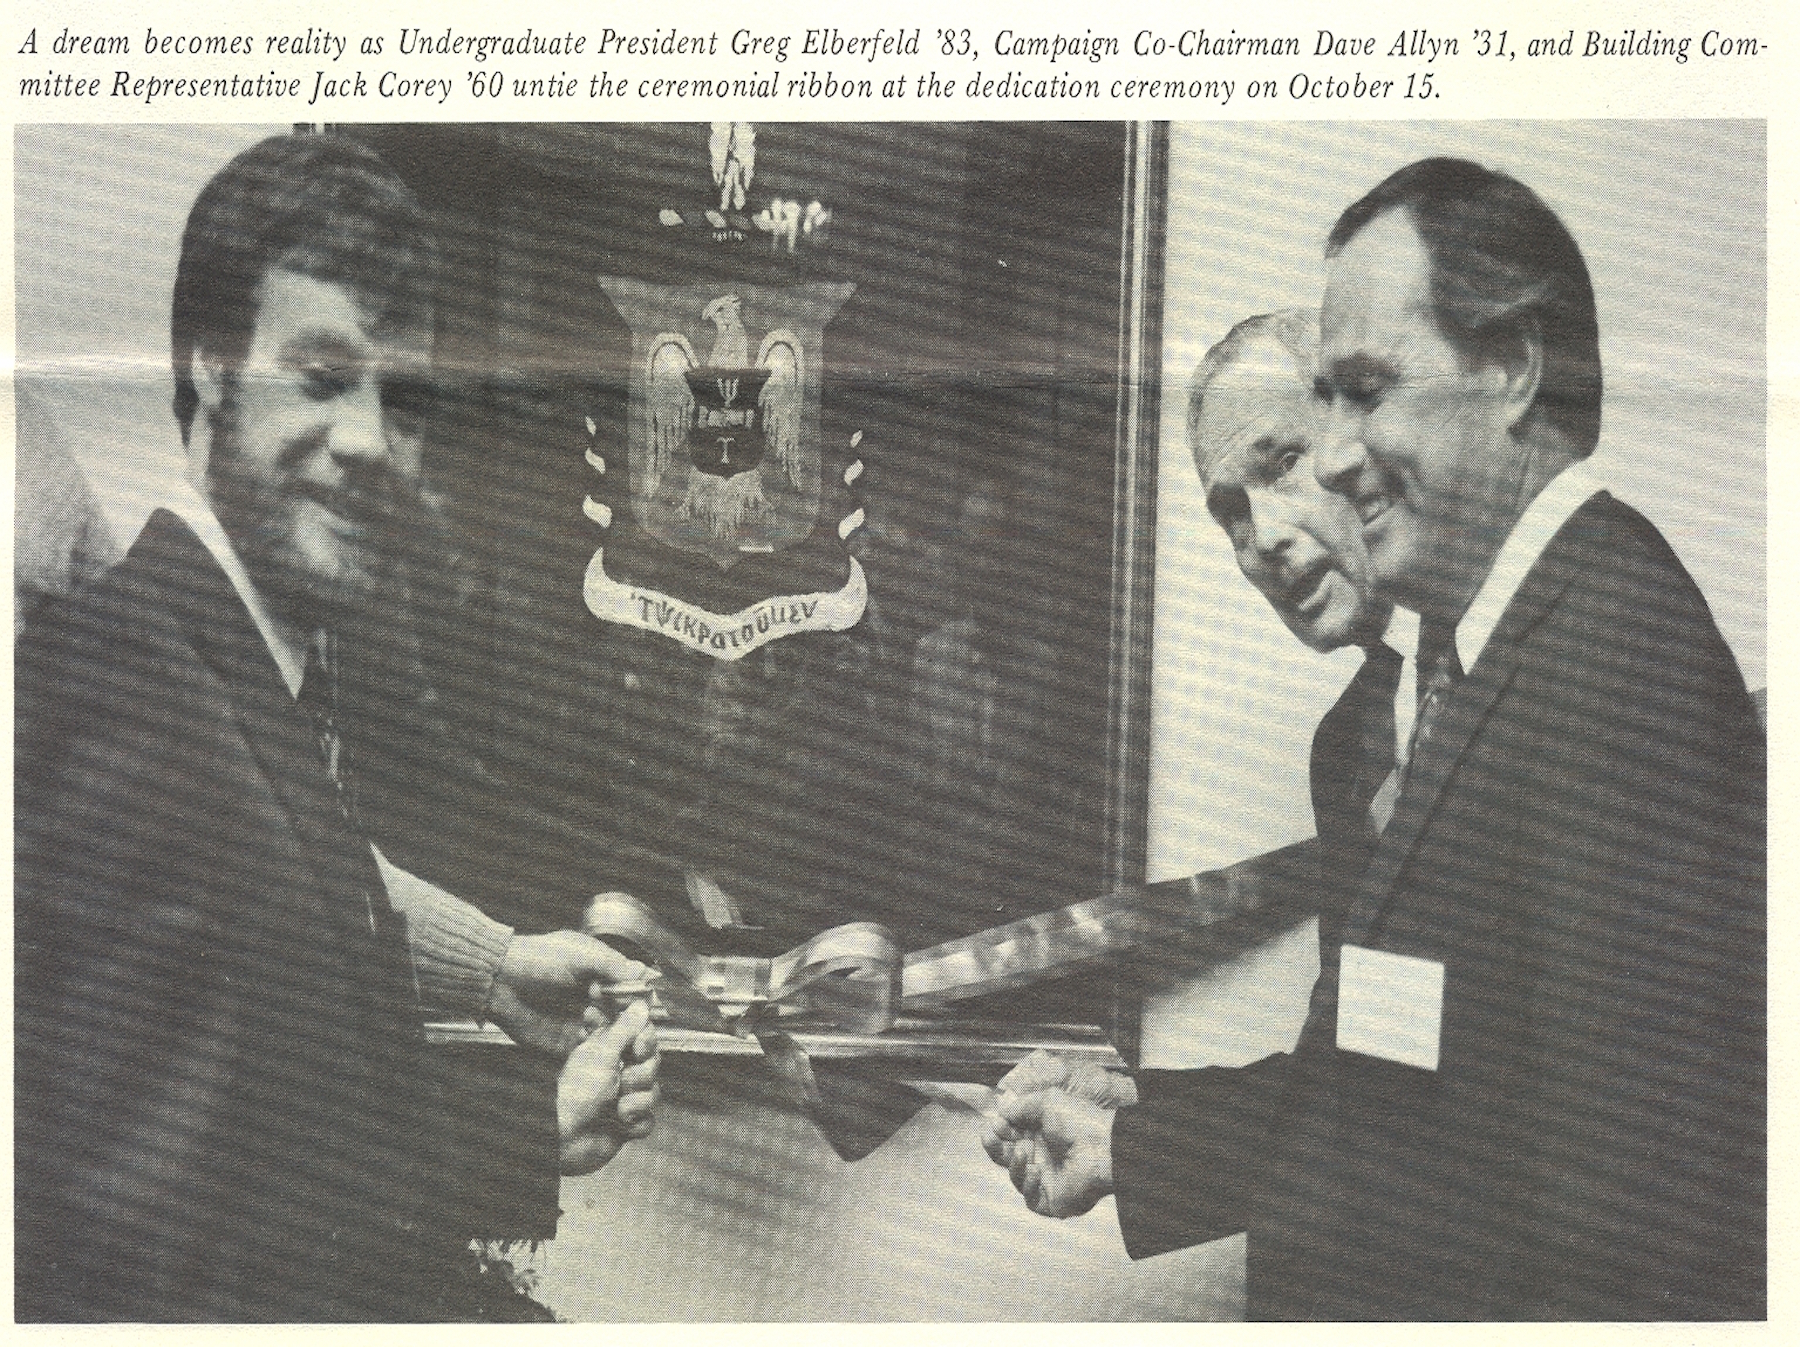 A dream becomes reality as Undergraduate President Greg Elberfeld ’83, Campaign Co-Chairman Dave Allyn ’31, and Building Com-
mittee Representative Jack Corey ’60 untie the ceremonial ribbon at the dedication ceremony on October 15.
Ψ
Τ